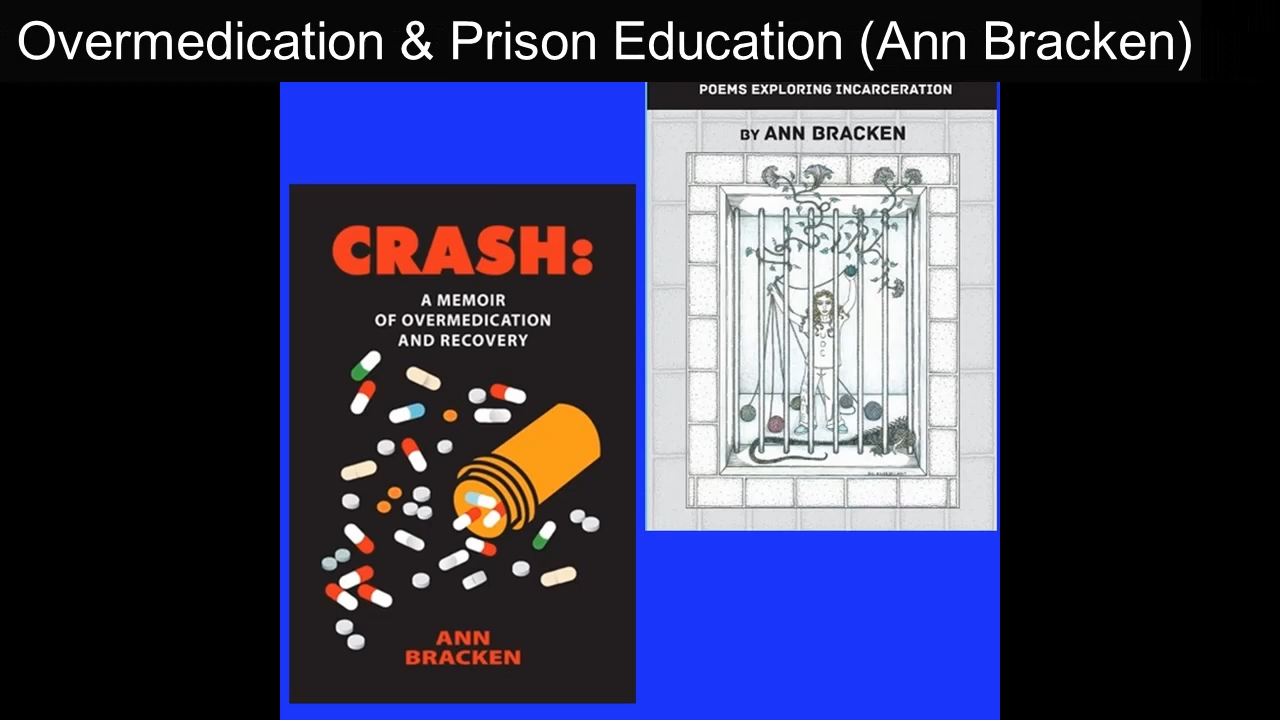 Overmedication & Prison Education (Ann Bracken)
CRASH:
A MEMOIR
OF OVERMEDICATION
AND RECOVERY
ANN
BRACKEN
POEMS EXPLORING INCARCERATION
BY ANN BRACKEN